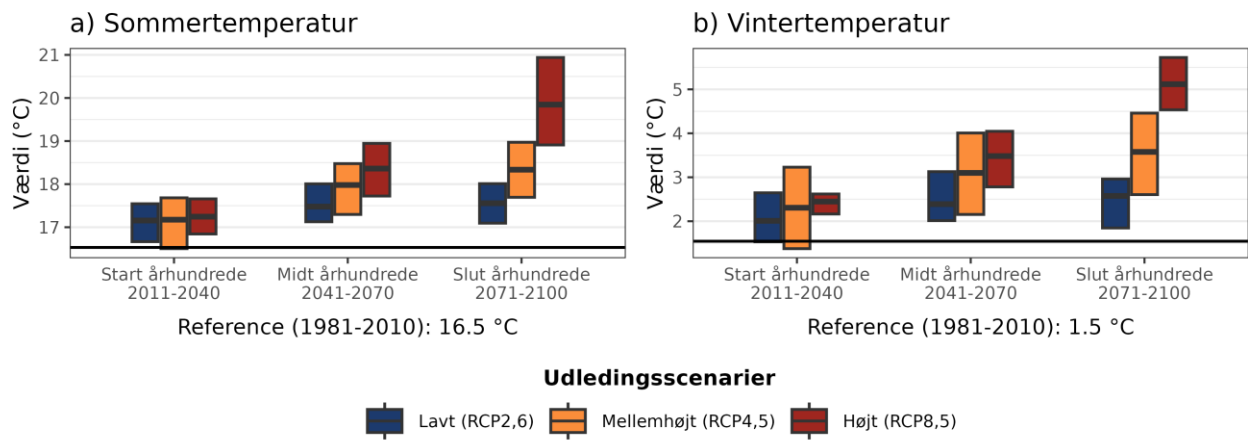 a) Sommertemperatur
Værdi (°C)
21
20
19
18
17
Start århundrede
2011-2040
Midt århundrede
2041-2070
Slut århundrede
2071-2100
Reference (1981-2010): 16.5 °C
b) Vintertemperatur
Værdi (°C)
5
4
3
2
Start århundrede
2011-2040
Midt århundrede
2041-2070
Slut århundrede
2071-2100
Reference (1981-2010): 1.5 °C
Udledingsscenarier
Lavt (RCP2,6)
Mellemhøjt (RCP4,5)
Højt (RCP8,5)